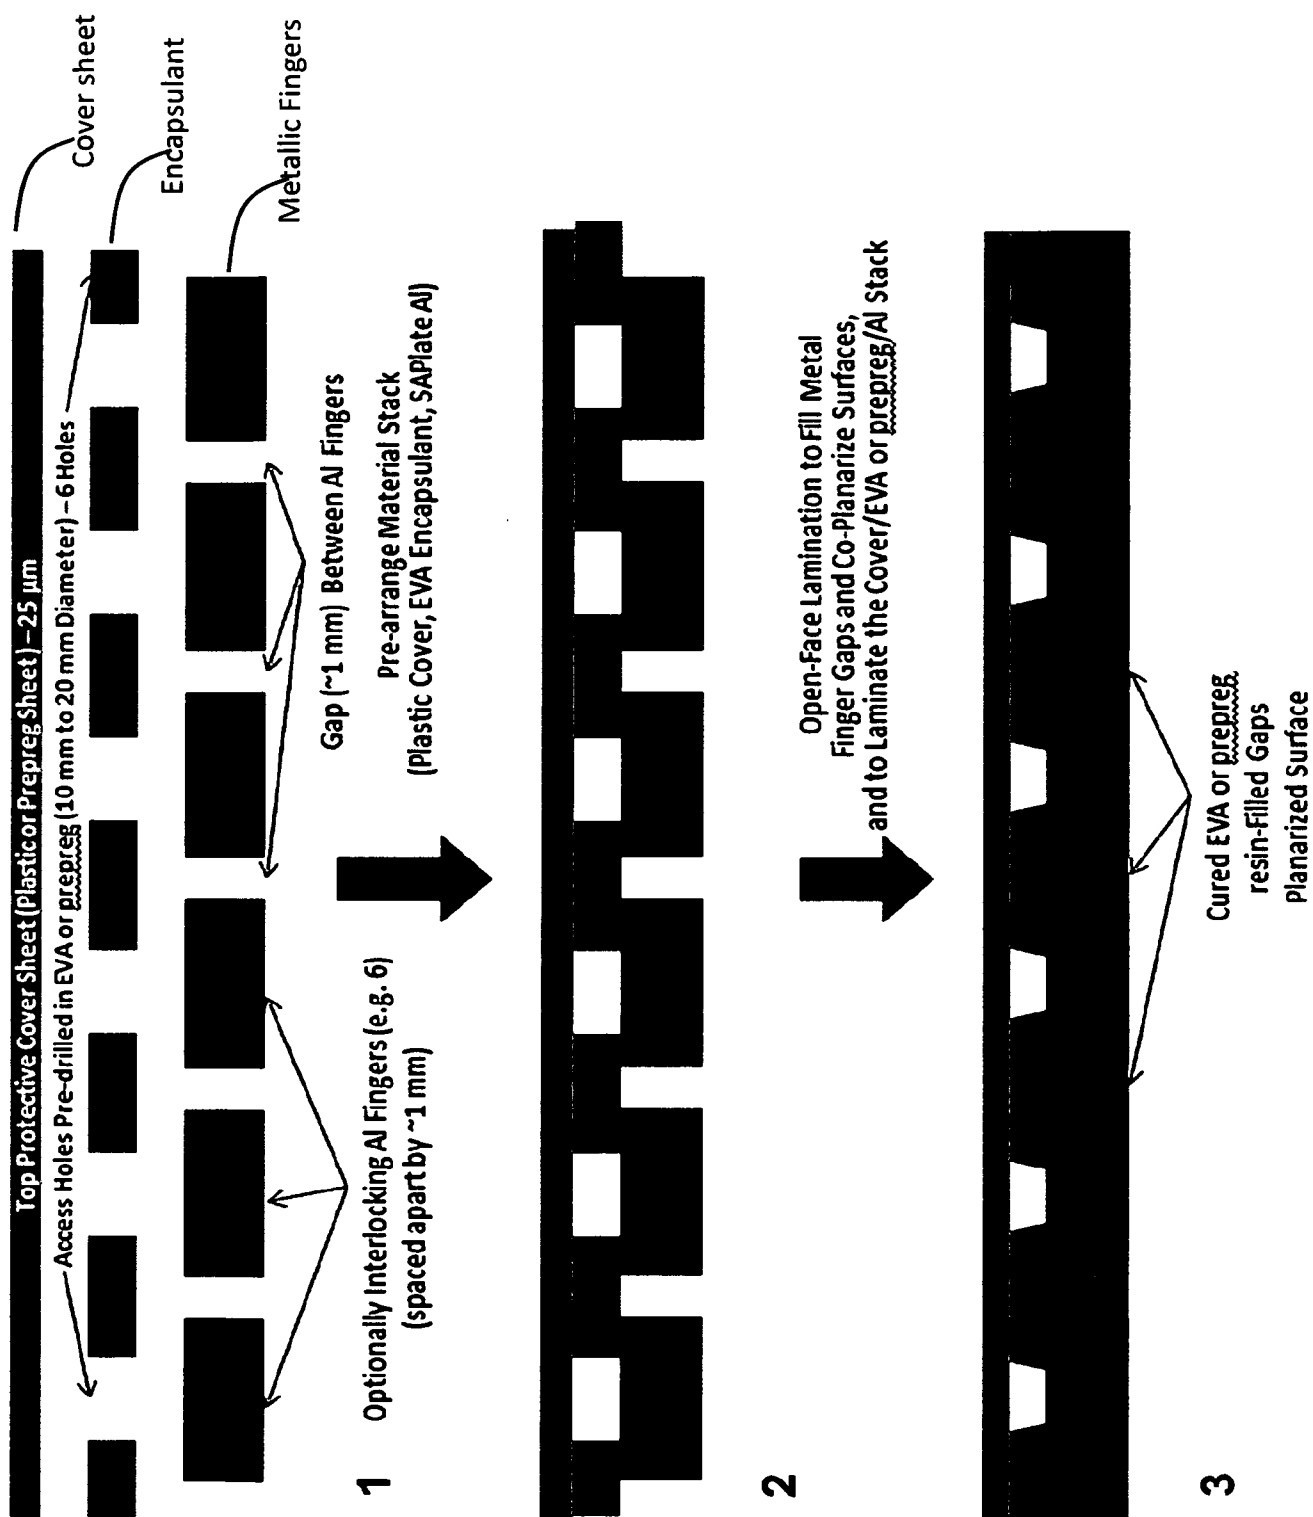 Cover sheet
Top Protective Cover Sheet (Plastic or Prepreg Sheet) – 25 µm
Encapsulant
Access Holes Pre-drilled in EVA or prepreg (10 mm to 20 mm Diameter) – 6 Holes
Metallic Fingers
Gap (~1 mm) Between Al Fingers
Pre-arrange Material Stack
(Plastic Cover, EVA Encapsulant, SAPlate Al)
Optionally Interlocking Al Fingers (e.g. 6)
(spaced apart by ~1 mm)
1
Open-Face Lamination to Fill Metal
Finger Gaps and Co-Planarize Surfaces,
and to Laminate the Cover/EVA or prepreg/Al Stack
2
Cured EVA or prepreg
resin-Filled Gaps
Planarized Surface
3